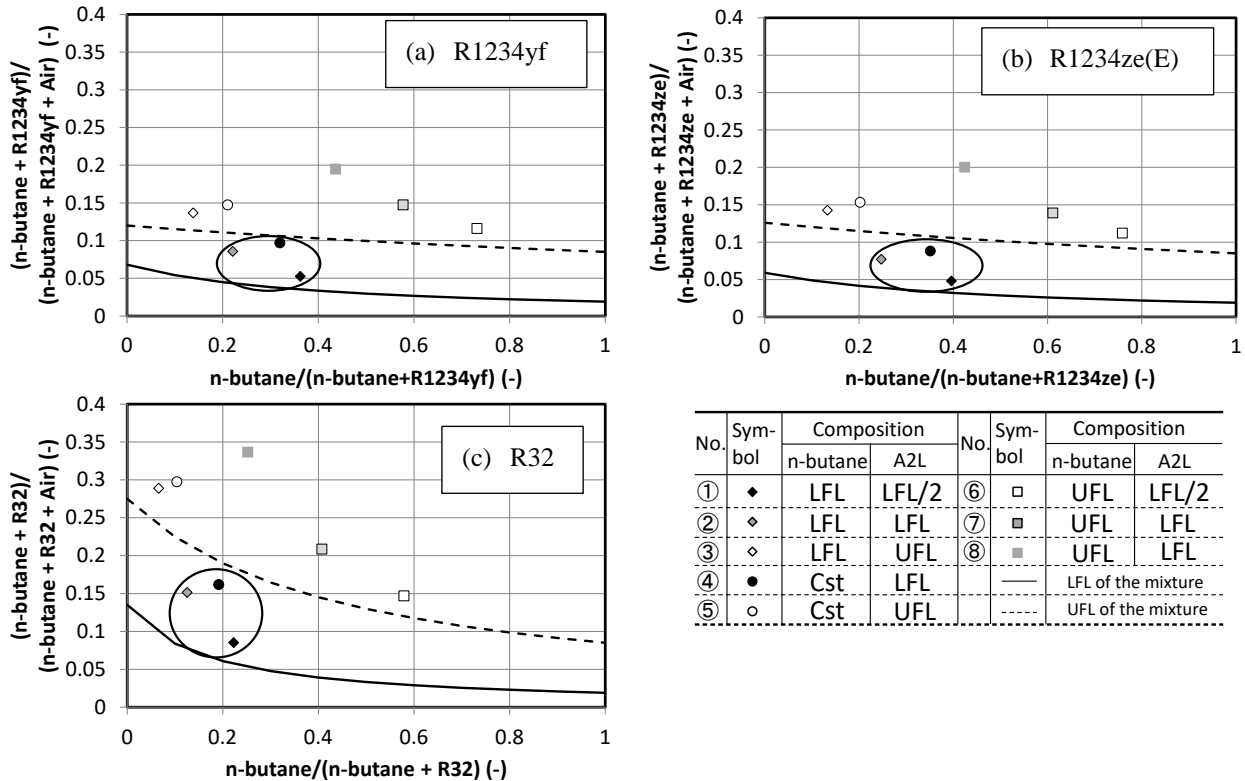 (a) R1234yf
(n-butane + R1234yf)/
(n-butane + R1234yf + Air) (-)
0.4
0.35
0.3
0.25
0.2
0.15
0.1
0.05
0
0 0.2 0.4 0.6 0.8 1
n-butane/(n-butane+R1234yf) (-)
(b) R1234ze(E)
(n-butane + R1234ze)/
(n-butane + R1234ze + Air) (-)
0.4
0.35
0.3
0.25
0.2
0.15
0.1
0.05
0
0 0.2 0.4 0.6 0.8 1
n-butane/(n-butane+R1234ze) (-)
(c) R32
(n-butane + R32)/
(n-butane + R32 + Air) (-)
0.4
0.35
0.3
0.25
0.2
0.15
0.1
0.05
0
0 0.2 0.4 0.6 0.8 1
n-butane/(n-butane + R32) (-)
No. Sym-bol Composition No. Sym-bol Composition
n-butane A2L n-butane A2L
① LFL LFL/2 ⑥ UFL LFL/2
② LFL LFL ⑦ UFL LFL
③ LFL UFL ⑧ UFL LFL
④ Cst LFL LFL of the mixture
⑤ Cst UFL UFL of the mixture